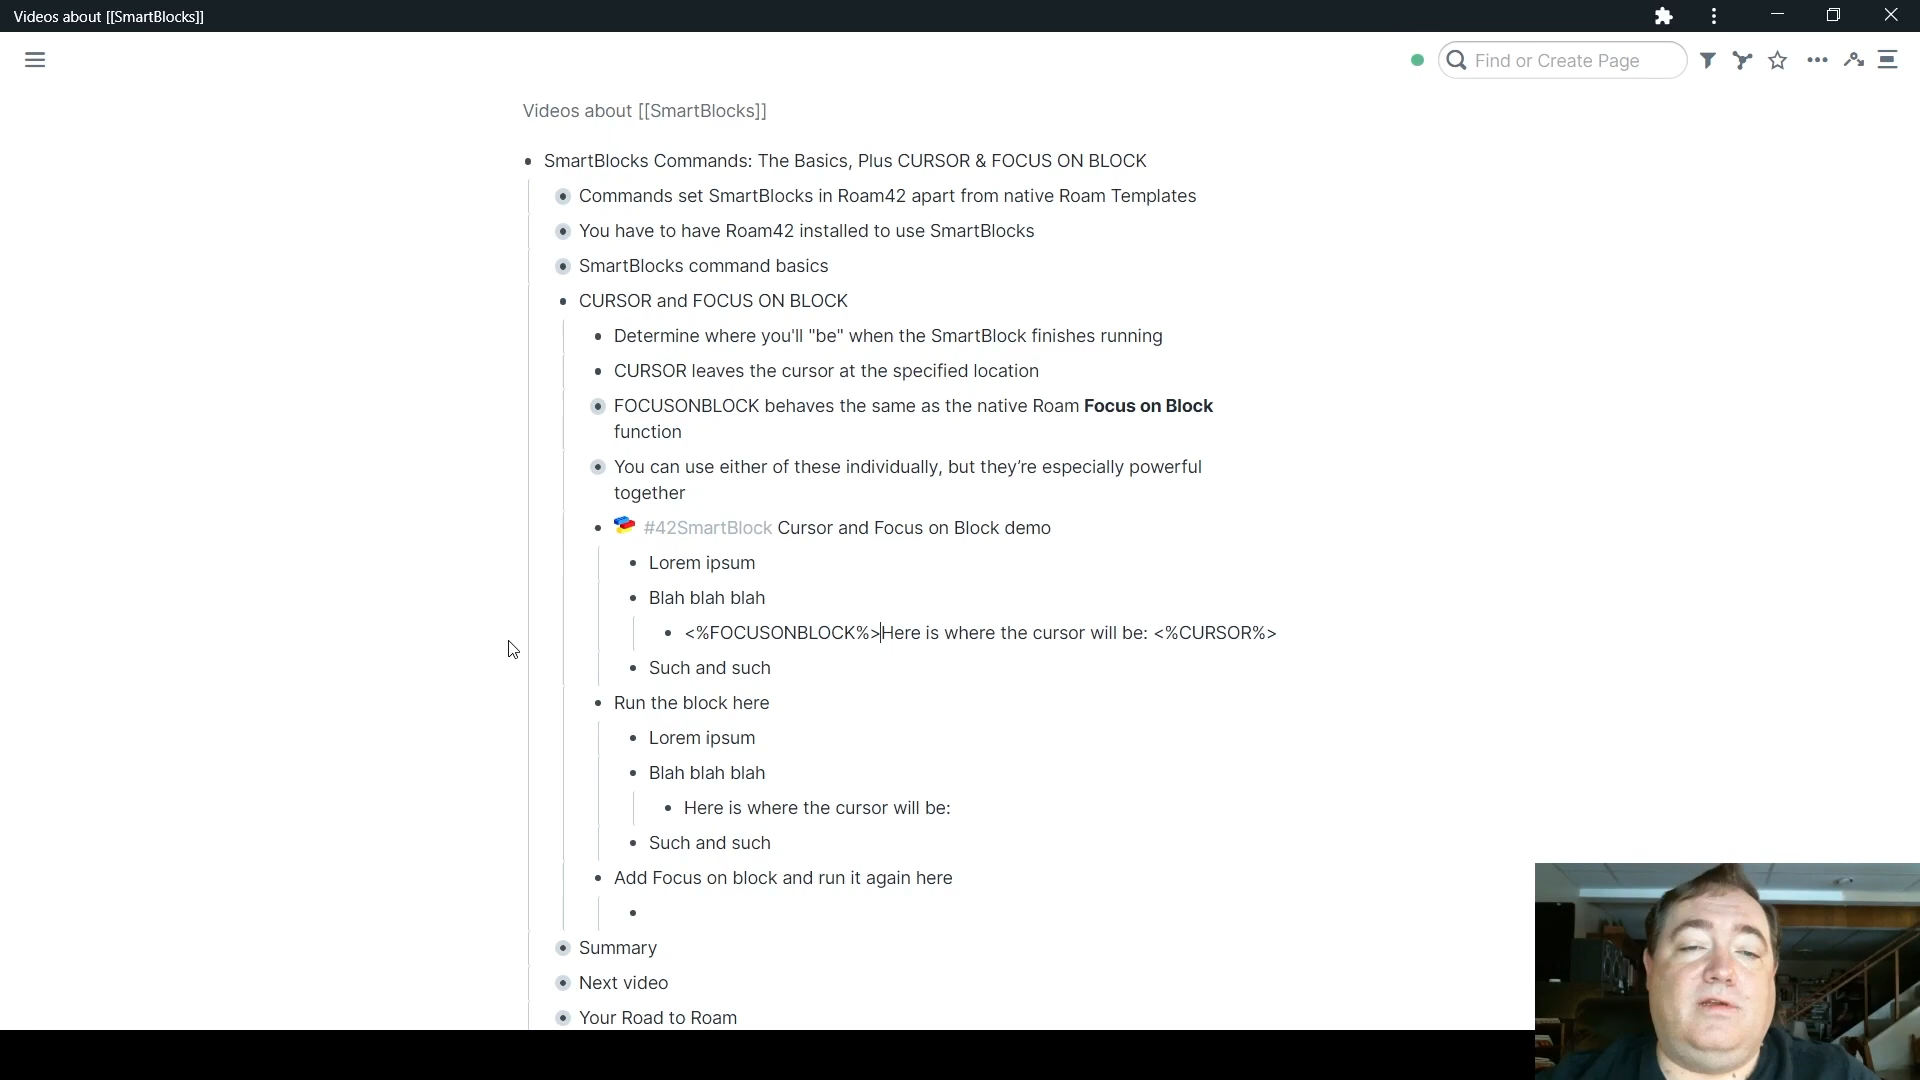 Videos about [[SmartBlocks]]
Find or Create Page
Videos about [[SmartBlocks]]
SmartBlocks Commands: The Basics, Plus CURSOR & FOCUS ON BLOCK
Commands set SmartBlocks in Roam42 apart from native Roam Templates
You have to have Roam42 installed to use SmartBlocks
SmartBlocks command basics
CURSOR and FOCUS ON BLOCK
Determine where you'll "be" when the SmartBlock finishes running
CURSOR leaves the cursor at the specified location
FOCUSONBLOCK behaves the same as the native Roam Focus on Block
function
You can use either of these individually, but they’re especially powerful
together
#42SmartBlock Cursor and Focus on Block demo
Lorem ipsum
Blah blah blah
<%FOCUSONBLOCK%>Here is where the cursor will be: <%CURSOR%>
Such and such
Run the block here
Lorem ipsum
Blah blah blah
Here is where the cursor will be:
Such and such
Add Focus on block and run it again here
Summary
Next video
Your Road to Roam